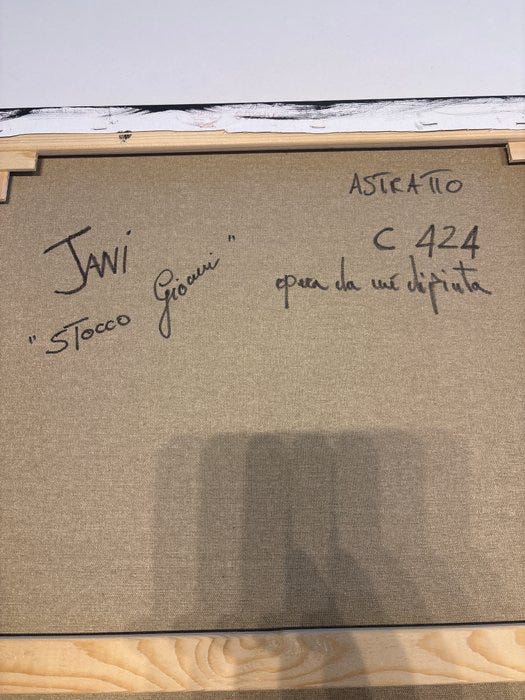 ASTRATTO
JANI
C 424
"STOCCO Giovanni"
opera da me dipinta